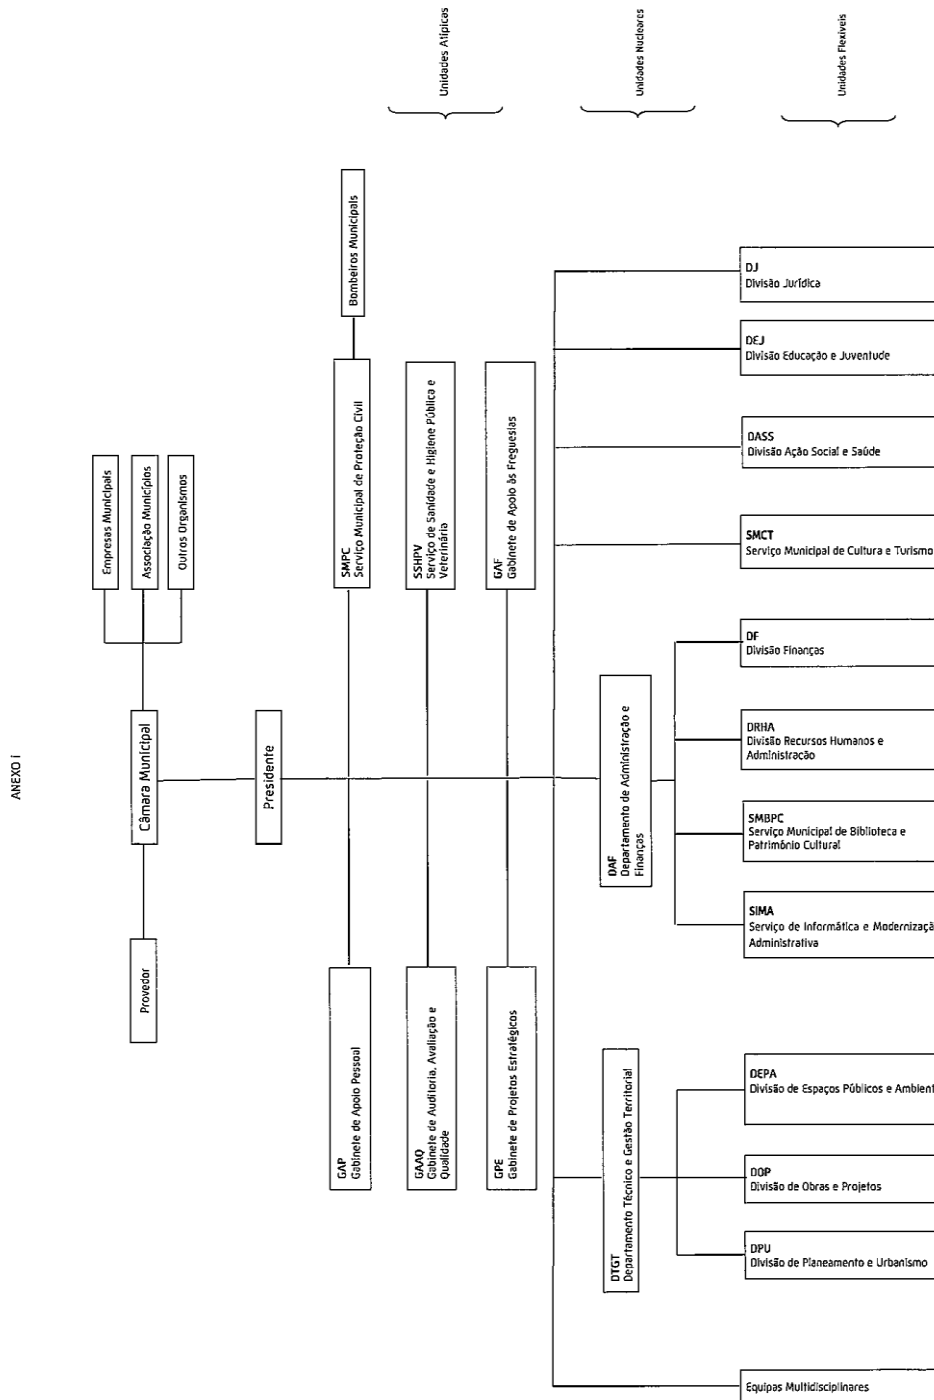 ANEXO I
Empresas Municipais
Associação Municípios
Outros Organismos
Câmara Municipal
Provedor
Presidente
Unidades Atípicas
Bombeiros Municipais
SMPC
Serviço Municipal de Proteção Civil
GAP
Gabinete de Apoio Pessoal
SSHPV
Serviço de Sanidade e Higiene Pública e
Veterinária
GAAQ
Gabinete de Auditoria, Avaliação e
Qualidade
GAF
Gabinete de Apoio às Freguesias
GPE
Gabinete de Projetos Estratégicos
Unidades Nucleares
DAF
Departamento de Administração e
Finanças
DTGT
Departamento Técnico e Gestão Territorial
Unidades Flexíveis
DJ
Divisão Jurídica
DEJ
Divisão Educação e Juventude
DASS
Divisão Ação Social e Saúde
SMCT
Serviço Municipal de Cultura e Turismo
DF
Divisão Finanças
DRHA
Divisão Recursos Humanos e
Administração
SMBPC
Serviço Municipal de Biblioteca e
Património Cultural
SIMA
Serviço de Informática e
Administrativa
DEPA
Divisão de Espaços Públicos e
DOP
Divisão de Obras e Projetos
DPU
Divisão de Planeamento e Urbanismo
Equipas Multidisciplinares